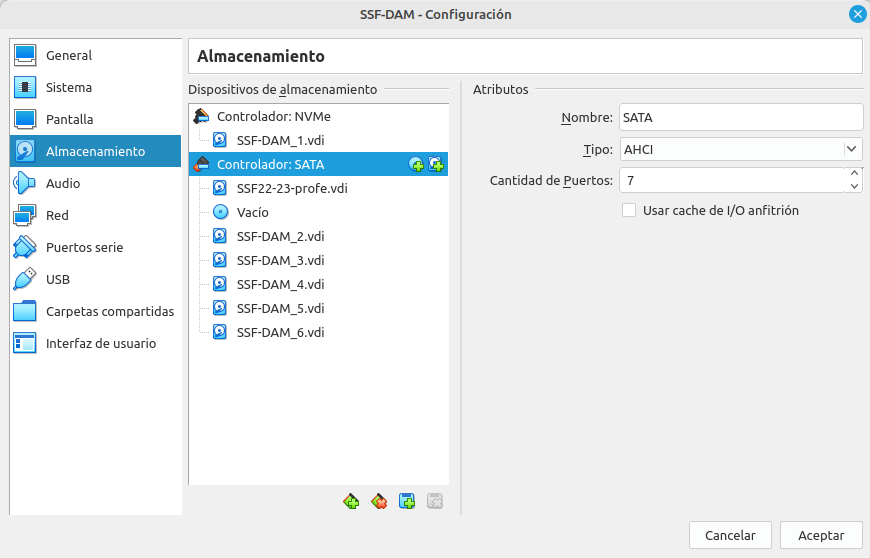 SSF-DAM - Configuración
General
Sistema
Pantalla
Almacenamiento
Audio
Red
Puertos serie
USB
Carpetas compartidas
Interfaz de usuario
Almacenamiento
Dispositivos de almacenamiento
Controlador: NVMe
SSF-DAM_1.vdi
Controlador: SATA
SSF22-23-profe.vdi
Vacío
SSF-DAM_2.vdi
SSF-DAM_3.vdi
SSF-DAM_4.vdi
SSF-DAM_5.vdi
SSF-DAM_6.vdi
Atributos
Nombre: SATA
Tipo: AHCI
Cantidad de Puertos: 7
Usar cache de I/O anfitrión
Cancelar Aceptar